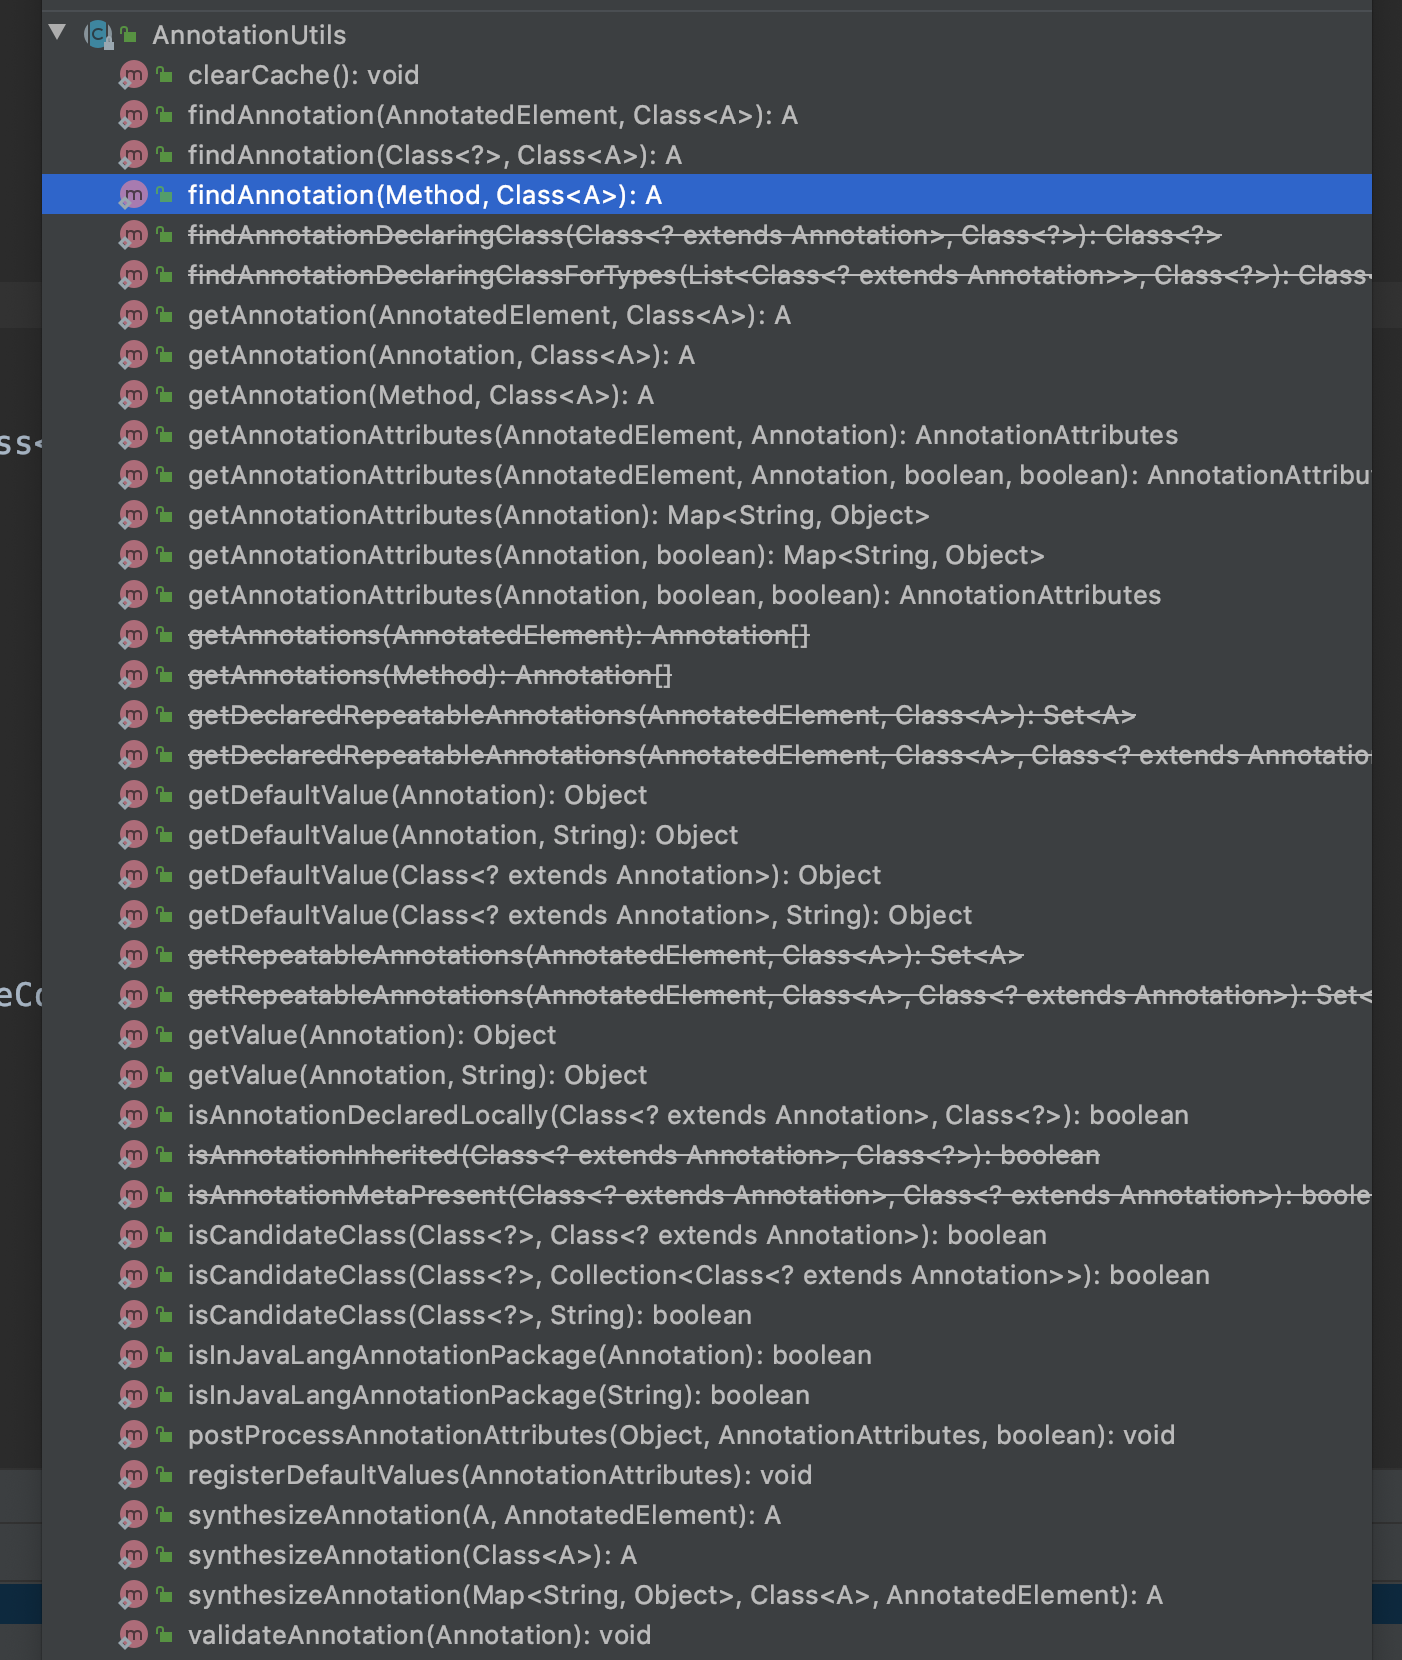 AnnotationUtils
clearCache(): void
findAnnotation(AnnotatedElement, Class<A>): A
findAnnotation(Class<?>, Class<A>): A
findAnnotation(Method, Class<A>): A
findAnnotationDeclaringClass(Class<? extends Annotation>, Class<?>): Class<?>
findAnnotationDeclaringClassForTypes(List<Class<? extends Annotation>>, Class<?>): Class<
getAnnotation(AnnotatedElement, Class<A>): A
getAnnotation(Annotation, Class<A>): A
getAnnotation(Method, Class<A>): A
ss<
getAnnotationAttributes(AnnotatedElement, Annotation): AnnotationAttributes
getAnnotationAttributes(AnnotatedElement, Annotation, boolean, boolean): AnnotationAttribu
getAnnotationAttributes(Annotation): Map<String, Object>
getAnnotationAttributes(Annotation, boolean): Map<String, Object>
getAnnotationAttributes(Annotation, boolean, boolean): AnnotationAttributes
getAnnotations(AnnotatedElement): Annotation[]
getAnnotations(Method): Annotation[]
getDeclaredRepeatableAnnotations(AnnotatedElement, Class<A>): Set<A>
getDeclaredRepeatableAnnotations(AnnotatedElement, Class<A>, Class<? extends Annotatio
getDefaultValue(Annotation): Object
getDefaultValue(Annotation, String): Object
getDefaultValue(Class<? extends Annotation>): Object
getDefaultValue(Class<? extends Annotation>, String): Object
getRepeatableAnnotations(AnnotatedElement, Class<A>): Set<A>
eCo
getRepeatableAnnotations(AnnotatedElement, Class<A>, Class<? extends Annotation>): Set<
getValue(Annotation): Object
getValue(Annotation, String): Object
isAnnotationDeclaredLocally(Class<? extends Annotation>, Class<?>): boolean
isAnnotationInherited(Class<? extends Annotation>, Class<?>): boolean
isAnnotationMetaPresent(Class<? extends Annotation>, Class<? extends Annotation>): boole
isCandidateClass(Class<?>, Class<? extends Annotation>): boolean
isCandidateClass(Class<?>, Collection<Class<? extends Annotation>>): boolean
isCandidateClass(Class<?>, String): boolean
isInJavaLangAnnotationPackage(Annotation): boolean
isInJavaLangAnnotationPackage(String): boolean
postProcessAnnotationAttributes(Object, AnnotationAttributes, boolean): void
registerDefaultValues(AnnotationAttributes): void
synthesizeAnnotation(A, AnnotatedElement): A
synthesizeAnnotation(Class<A>): A
synthesizeAnnotation(Map<String, Object>, Class<A>, AnnotatedElement): A
validateAnnotation(Annotation): void